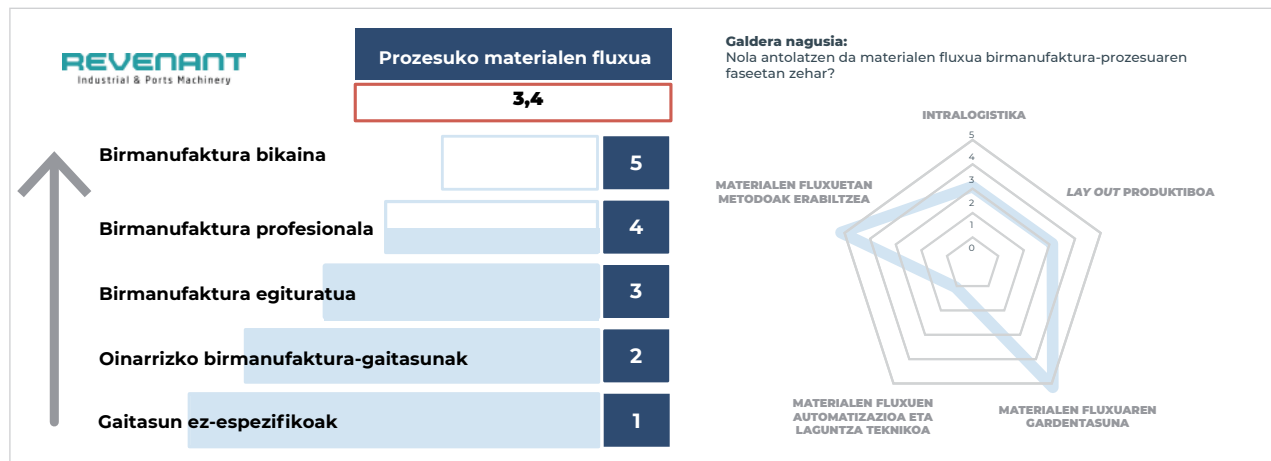 REVENANT
Industrial & Ports Machinery
Prozesuko materialen fluxua
3,4
Birmanufaktura bikaina
5
Birmanufaktura profesionala
4
Birmanufaktura egituratua
3
Oinarrizko birmanufaktura-gaitasunak
2
Gaitasun ez-espezifikoak
1
Galdera nagusia:
Nola antolatzen da materialen fluxua birmanufaktura-prozesuaren
faseetan zehar?
INTRALOGISTIKA
5
4
3
2
1
0
MATERIALEN FLUXUETAN
METODOAK ERABILTZEA
LAY OUT PRODUKTIBOA
MATERIALEN FLUXUEN
AUTOMATIZAZIOA ETA
LAGUNTZA TEKNIKOA
MATERIALEN FLUXUAREN
GARDENTASUNA